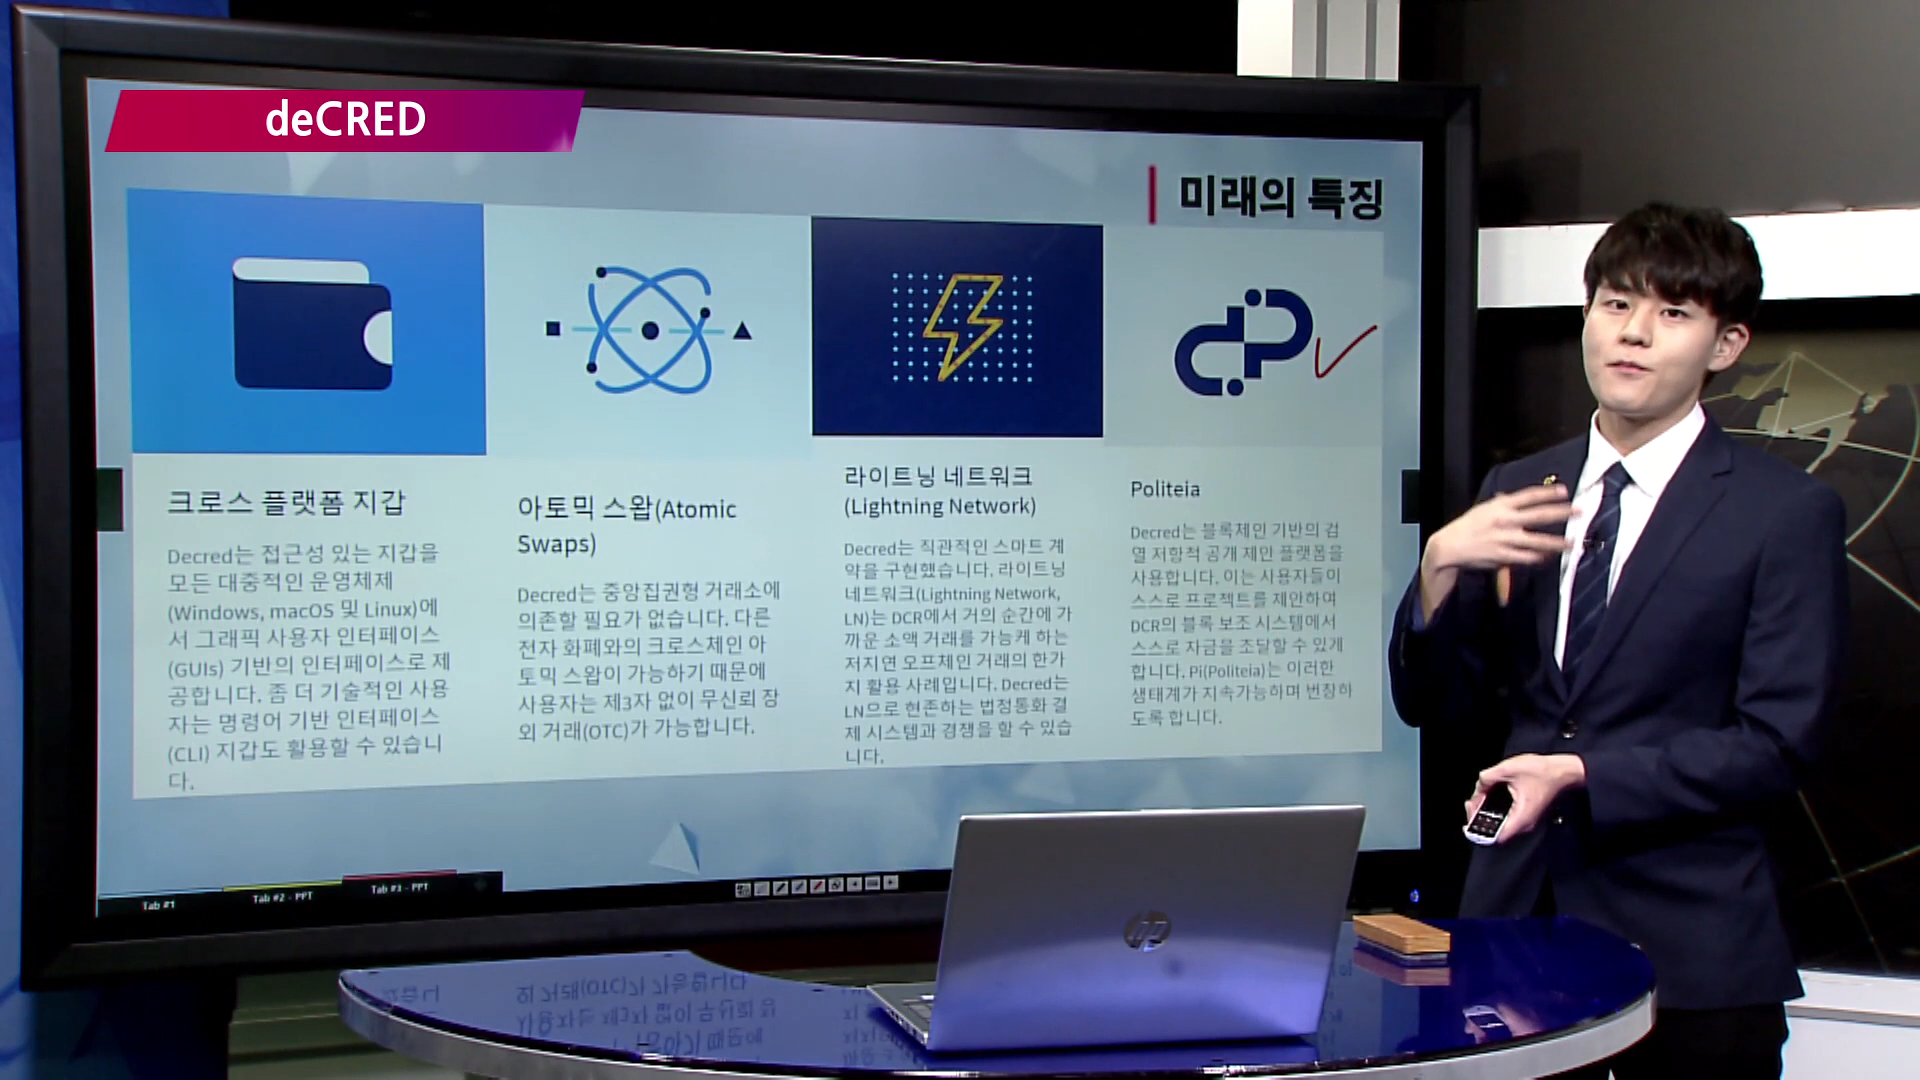 deCRED
미래의 특징
크로스 플랫폼 지갑
Decred는 접근성 있는 지갑을
모든 대중적인 운영체제
(Windows, macOS 및 Linux)에
서 그래픽 사용자 인터페이스
(GUIs) 기반의 인터페이스로 제
공합니다. 좀 더 기술적인 사용
자는 명령어 기반 인터페이스
(CLI) 지갑도 활용할 수 있습니
다.
아토믹 스왑(Atomic
Swaps)
Decred는 중앙집권형 거래소에
의존할 필요가 없습니다. 다른
전자 화폐와의 크로스체인 아
토믹 스왑이 가능하기 때문에
사용자는 제3자 없이 무신뢰 장
외 거래(OTC)가 가능합니다.
라이트닝 네트워크
(Lightning Network)
Decred는 직관적인 스마트 계
약을 구현했습니다. 라이트닝
네트워크(Lightning Network,
LN)는 DCR에서 거의 순간에 가
까운 소액 거래를 가능케 하는
저지연 오프체인 거래의 한가
지 활용 사례입니다. Decred는
LN으로 현존하는 법정통화 결
제 시스템과 경쟁을 할 수 있습
니다.
Politeia
Decred는 블록체인 기반의 검
열 저항적 공개 제안 플랫폼을
사용합니다. 이는 사용자들이
스스로 프로젝트를 제안하여
DCR의 블록 보조 시스템에서
스스로 자금을 조달할 수 있게
합니다. Pi(Politeia)는 이러한
생태계가 지속가능하며 번창하
도록 합니다.
Tab #1
Tab #2 - PPT
Tab #3 - PPT
hp